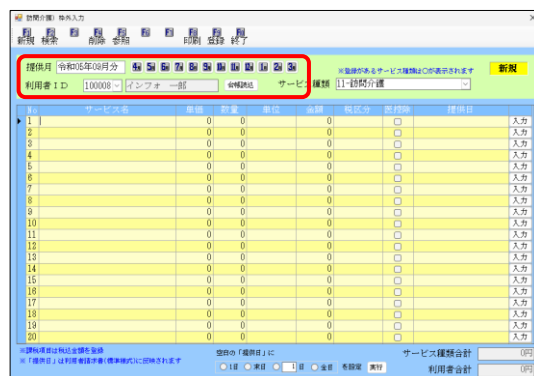 訪問介護) 枠外入力
新規 検索 削除 参照 印刷 登録 終了
提供月 令和05年08月分 4月 5月 6月 7月 8月 9月 10月 11月 12月 1月 2月 3月
※登録があるサービス種類は○が表示されます
新規
利用者ID 100008 インフォ 一郎 台帳読込 サービス種類 11-訪問介護
No サービス名 単価 数量 単位 金額 税区分 医控除 提供日
1 0 0 0 入力
2 0 0 0 入力
3 0 0 0 入力
4 0 0 0 入力
5 0 0 0 入力
6 0 0 0 入力
7 0 0 0 入力
8 0 0 0 入力
9 0 0 0 入力
10 0 0 0 入力
11 0 0 0 入力
12 0 0 0 入力
13 0 0 0 入力
14 0 0 0 入力
15 0 0 0 入力
16 0 0 0 入力
17 0 0 0 入力
18 0 0 0 入力
19 0 0 0 入力
20 0 0 0 入力
※課税項目は税込金額を登録
※「提供日」は利用者請求書(標準様式)に印映されます
空白の「提供日」に
1日 末日 1 日 全日 を設定 実行
サービス種類合計 0円
利用者合計 0円